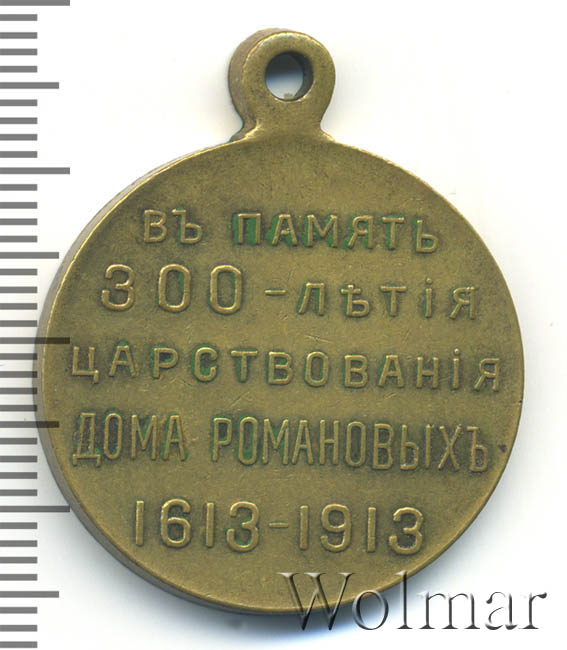 ВЪ ПАМЯТЬ
300-ЛѢТІЯ
ЦАРСТВОВАНІЯ
ДОМА РОМАНОВЫХЪ
1613-1913
Wolmar